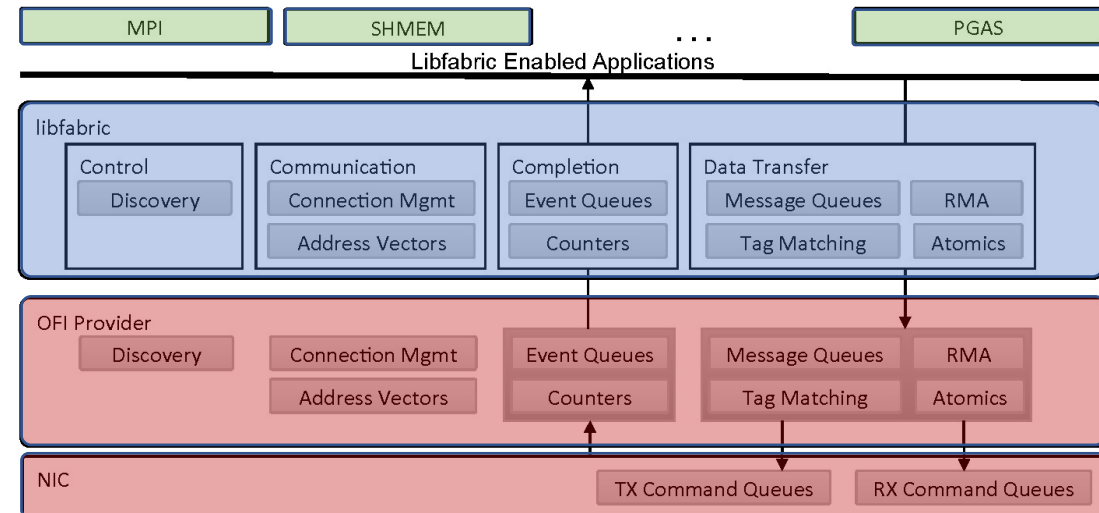 MPI SHMEM ... PGAS
Libfabric Enabled Applications
libfabric
Control Communication Completion Data Transfer
Discovery Connection Mgmt Event Queues Message Queues RMA
Address Vectors Counters Tag Matching Atomics
OFI Provider
Discovery Connection Mgmt Event Queues Message Queues RMA
Address Vectors Counters Tag Matching Atomics
NIC
TX Command Queues RX Command Queues